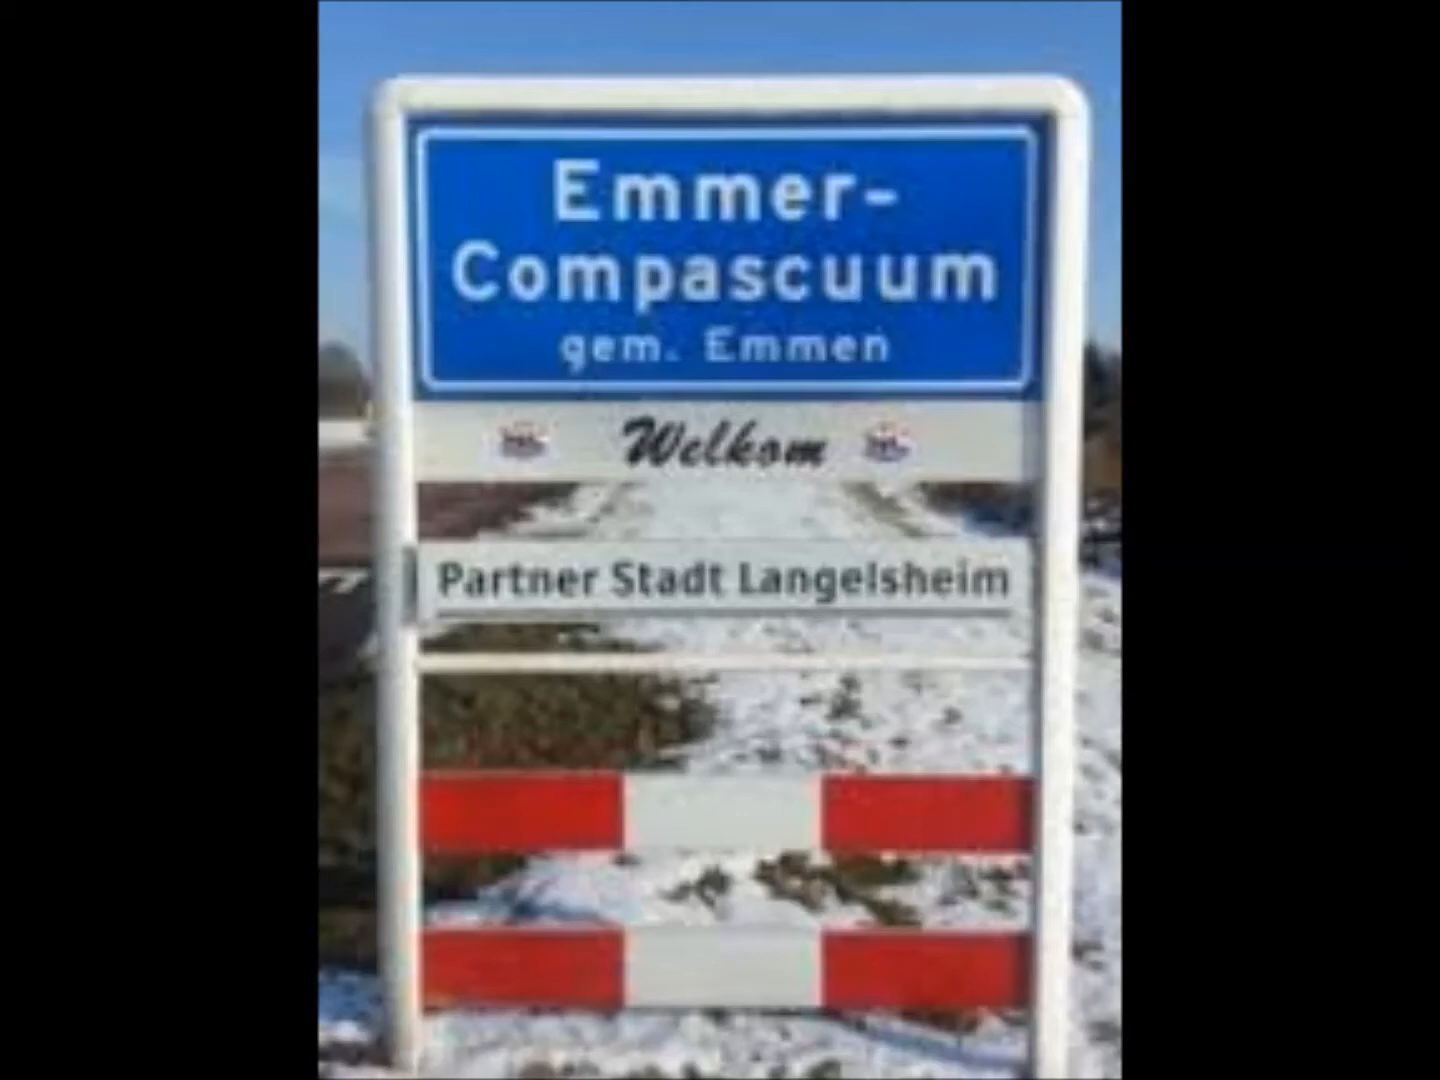 Emmer-
Compascuum
gem. Emmen
Welkom
Partner Stadt Langelsheim